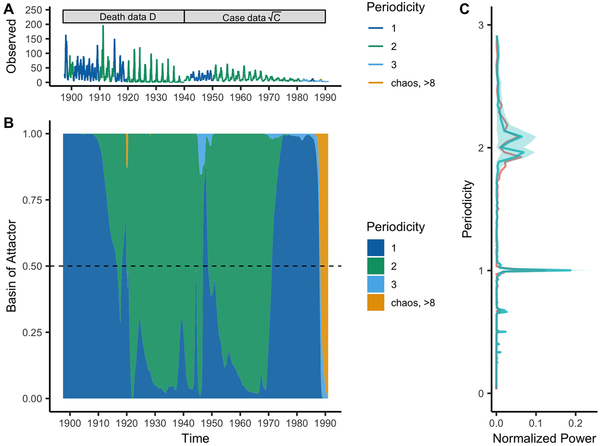 A
Death data D
Case data √C
Observed
250
200
150
100
50
0
1900 1910 1920 1930 1940 1950 1960 1970 1980 1990
Periodicity
1
2
3
chaos, >8
B
Basin of Attactor
1.00
0.75
0.50
0.25
0.00
1900 1910 1920 1930 1940 1950 1960 1970 1980 1990
Time
Periodicity
1
2
3
chaos, >8
C
Periodicity
3
2
1
0
0.0 0.1 0.2
Normalized Power